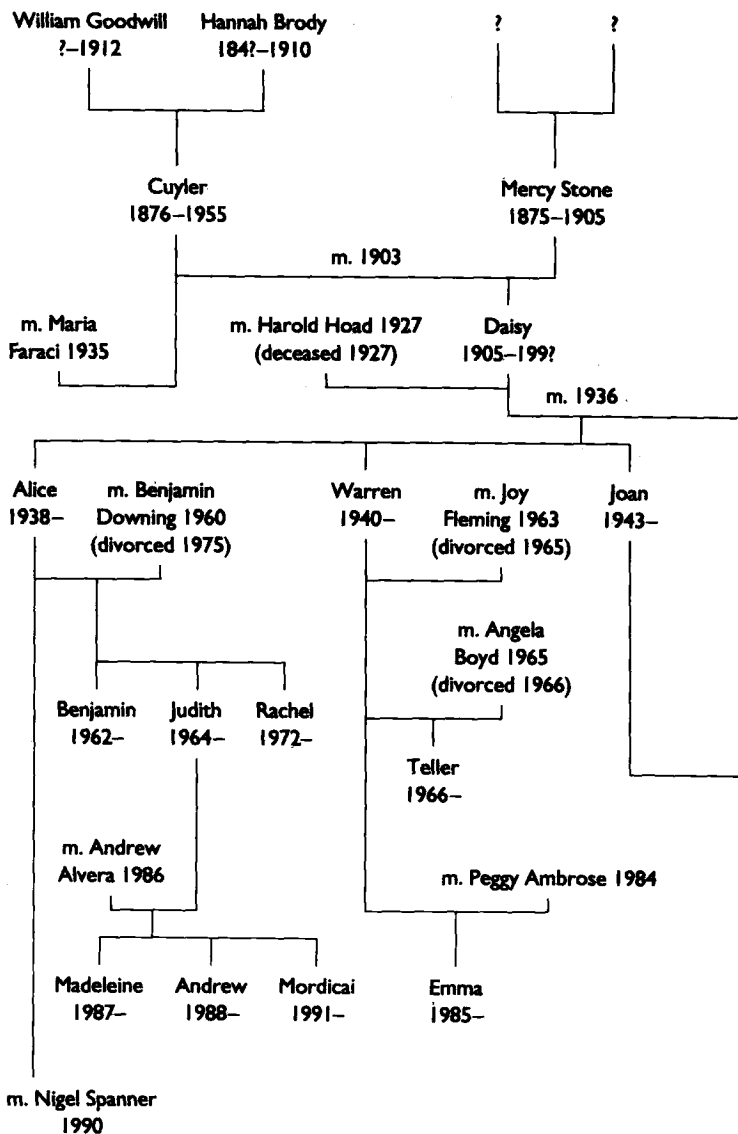 William Goodwill
?–1912
Hannah Brody
184?–1910
?
?
Cuyler
1876–1955
Mercy Stone
1875–1905
m. 1903
m. Maria
Faraci 1935
m. Harold Hoad 1927
(deceased 1927)
Daisy
1905–199?
m. 1936
Alice
1938–
m. Benjamin
Downing 1960
(divorced 1975)
Warren
1940–
m. Joy
Fleming 1963
(divorced 1965)
Joan
1943–
m. Angela
Boyd 1965
(divorced 1966)
Benjamin
1962–
Judith
1964–
Rachel
1972–
Teller
1966–
m. Andrew
Alvera 1986
m. Peggy Ambrose 1984
Madeleine
1987–
Andrew
1988–
Mordicai
1991–
Emma
1985–
m. Nigel Spanner
1990